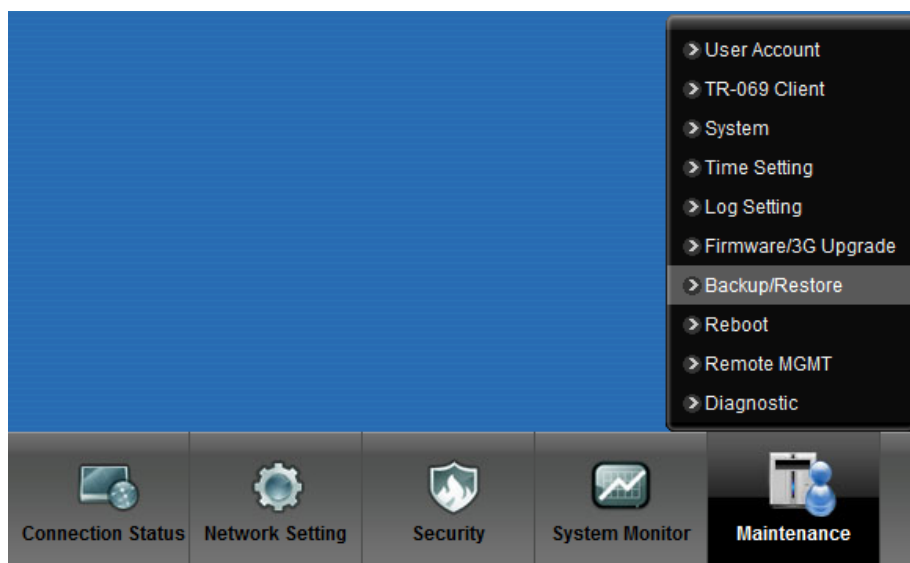 User Account
TR-069 Client
System
Time Setting
Log Setting
Firmware/3G Upgrade
Backup/Restore
Reboot
Remote MGMT
Diagnostic
Connection Status
Network Setting
Security
System Monitor
Maintenance